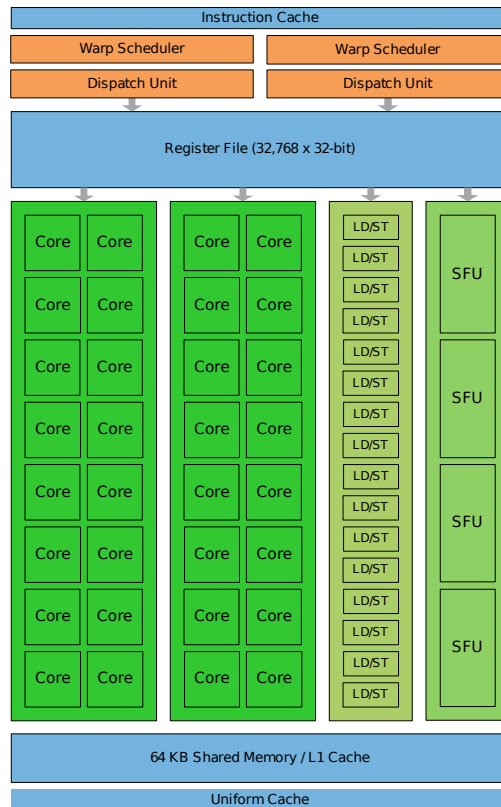 Instruction Cache
Warp Scheduler Warp Scheduler
Dispatch Unit Dispatch Unit
Register File (32,768 x 32-bit)
LD/ST
Core Core Core Core
SFU
LD/ST
LD/ST
Core Core Core Core
LD/ST
LD/ST
Core Core Core Core
LD/ST
SFU
LD/ST
Core Core Core Core
LD/ST
LD/ST
Core Core Core Core
SFU
LD/ST
LD/ST
Core Core Core Core
LD/ST
LD/ST
Core Core Core Core
LD/ST
SFU
LD/ST
Core Core Core Core
LD/ST
64 KB Shared Memory / L1 Cache
Uniform Cache